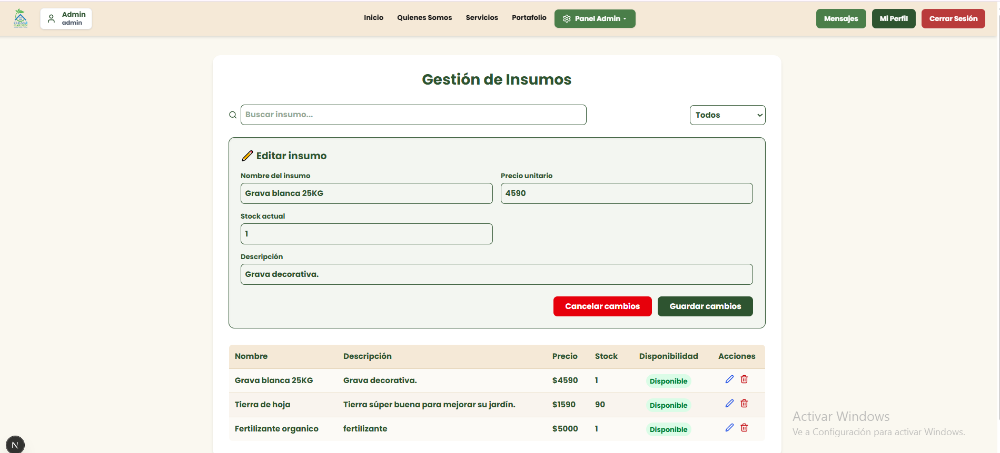 CLEAN&
GARDEN
Admin
admin
Inicio
Quienes Somos
Servicios
Portafolio
Panel Admin
Mensajes
Mi Perfil
Cerrar Sesión
Gestión de Insumos
Buscar insumo...
Todos
Editar insumo
Nombre del insumo
Precio unitario
Grava blanca 25KG
4590
Stock actual
1
Descripción
Grava decorativa.
Cancelar cambios
Guardar cambios
Nombre Descripción Precio Stock Disponibilidad Acciones
Grava blanca 25KG Grava decorativa. $4590 1 Disponible
Tierra de hoja Tierra súper buena para mejorar su jardín. $1590 90 Disponible
Fertilizante organico fertilizante $5000 1 Disponible
Activar Windows
Ve a Configuración para activar Windows.
N